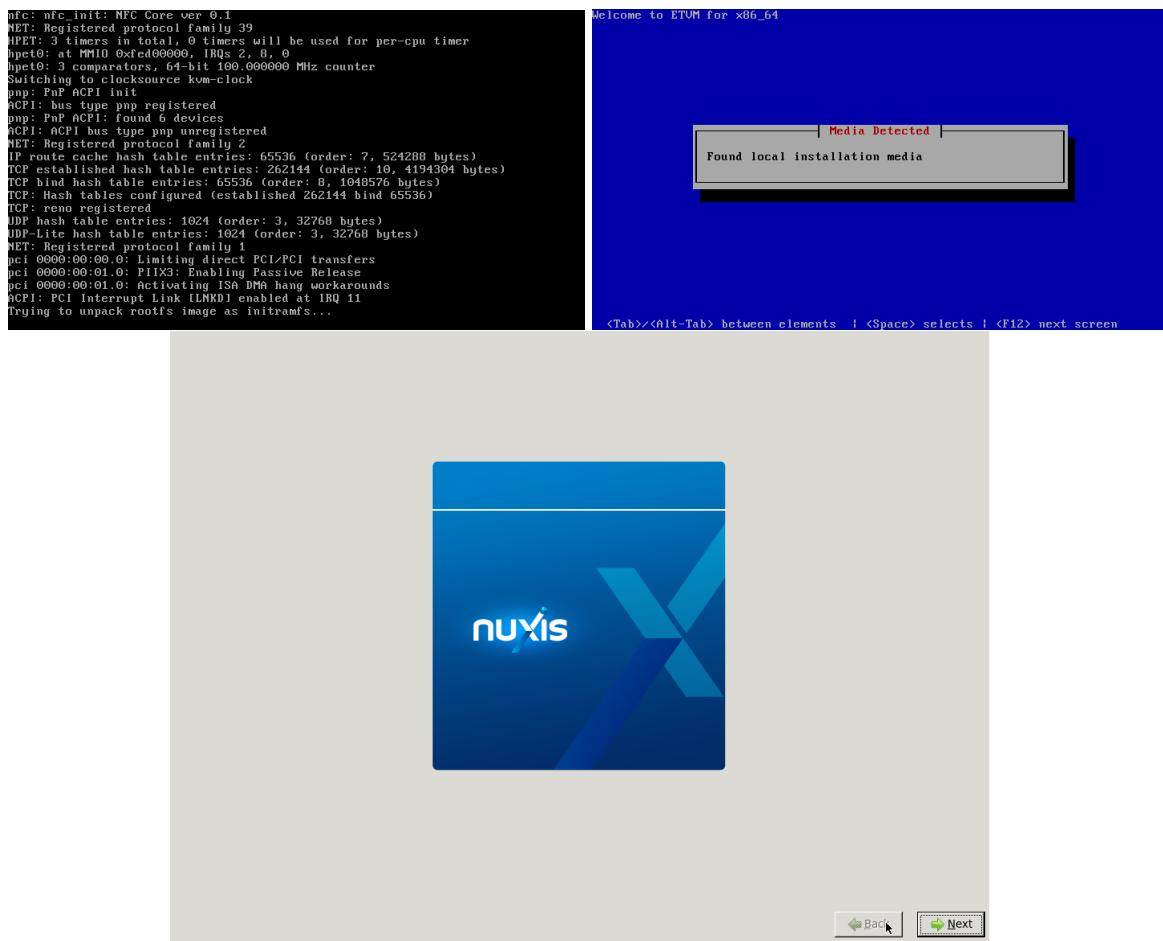 nfc: nfc_init: NFC Core ver 0.1
NET: Registered protocol family 39
HPET: 3 timers in total, 0 timers will be used for per-cpu timer
hpet0: at MMIO 0xfed00000, IRQs 2, 8, 0
hpet0: 3 comparators, 64-bit 100.000000 MHz counter
Switching to clocksource kvm-clock
pnp: PnP ACPI init
ACPI: bus type pnp registered
pnp: PnP ACPI: found 6 devices
ACPI: ACPI bus type pnp unregistered
NET: Registered protocol family 2
IP route cache hash table entries: 65536 (order: 7, 524288 bytes)
TCP established hash table entries: 262144 (order: 10, 4194304 bytes)
TCP bind hash table entries: 65536 (order: 8, 1048576 bytes)
TCP: Hash tables configured (established 262144 bind 65536)
TCP: reno registered
UDP hash table entries: 1024 (order: 3, 32768 bytes)
UDP-Lite hash table entries: 1024 (order: 3, 32768 bytes)
NET: Registered protocol family 1
pci 0000:00:00.0: Limiting direct PCI/PCI transfers
pci 0000:00:01.0: PIIX3: Enabling Passive Release
pci 0000:00:01.0: Activating ISA DMA hang workarounds
ACPI: PCI Interrupt Link [LNKD] enabled at IRQ 11
Trying to unpack rootfs image as initramfs...
Welcome to ETVM for x86_64
Media Detected
Found local installation media
<Tab>/<Alt-Tab> between elements | <Space> selects | <F12> next screen
nuxis
Back
Next